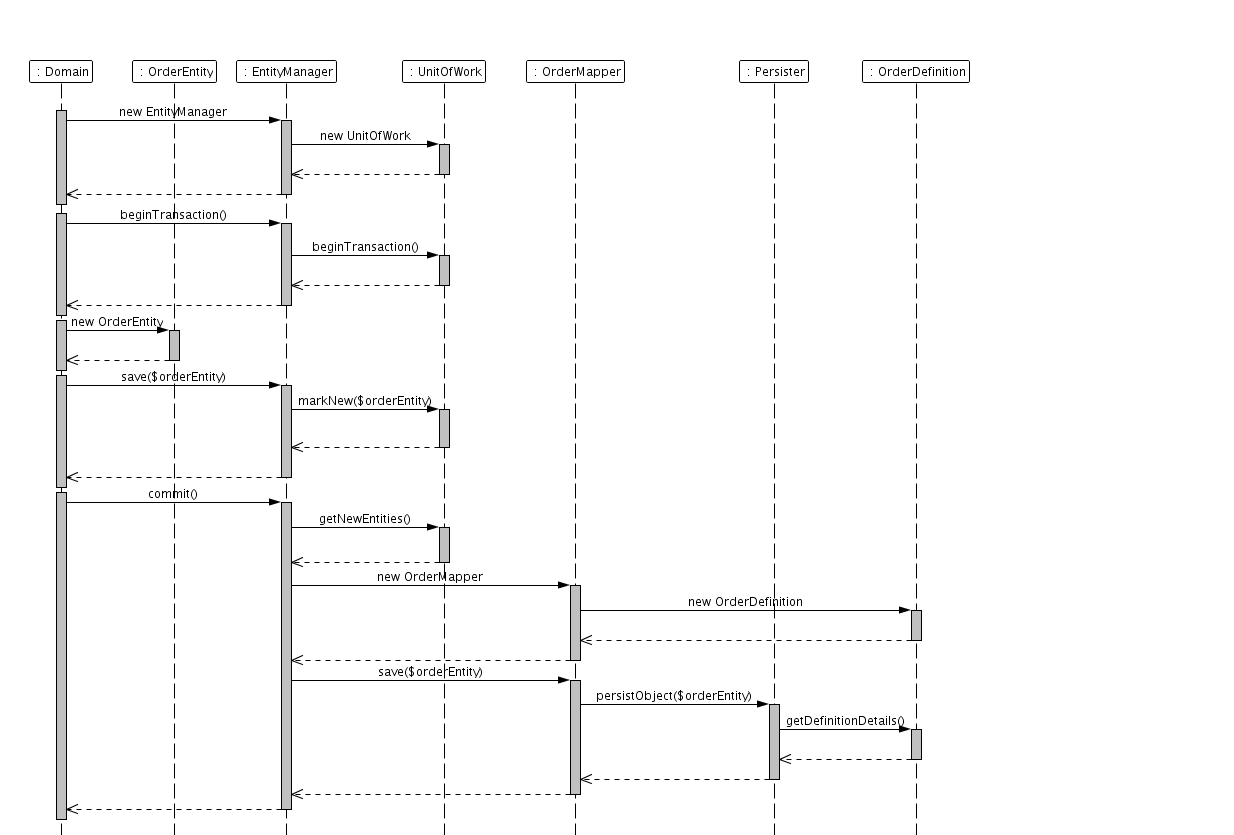 : Domain
: OrderEntity
: EntityManager
: UnitOfWork
: OrderMapper
: Persister
: OrderDefinition
new EntityManager
new UnitOfWork
beginTransaction()
beginTransaction()
new OrderEntity
save($orderEntity)
markNew($orderEntity)
commit()
getNewEntities()
new OrderMapper
new OrderDefinition
save($orderEntity)
persistObject($orderEntity)
getDefinitionDetails()